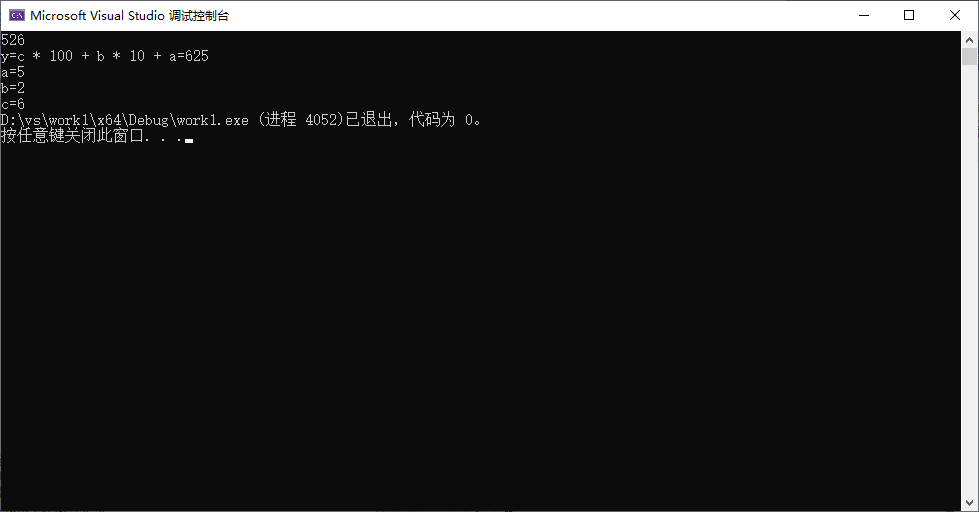 Microsoft Visual Studio 调试控制台
526
y=c * 100 + b * 10 + a=625
a=5
b=2
c=6
D:\vs\work1\x64\Debug\work1.exe (进程 4052)已退出，代码为 0。
按任意键关闭此窗口. . .